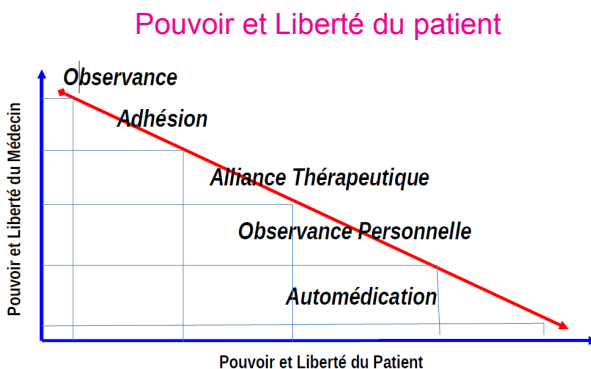 Pouvoir et Liberté du patient
Observance
Adhésion
Alliance Thérapeutique
Observance Personnelle
Automédication
Pouvoir et Liberté du Médecin
Pouvoir et Liberté du Patient